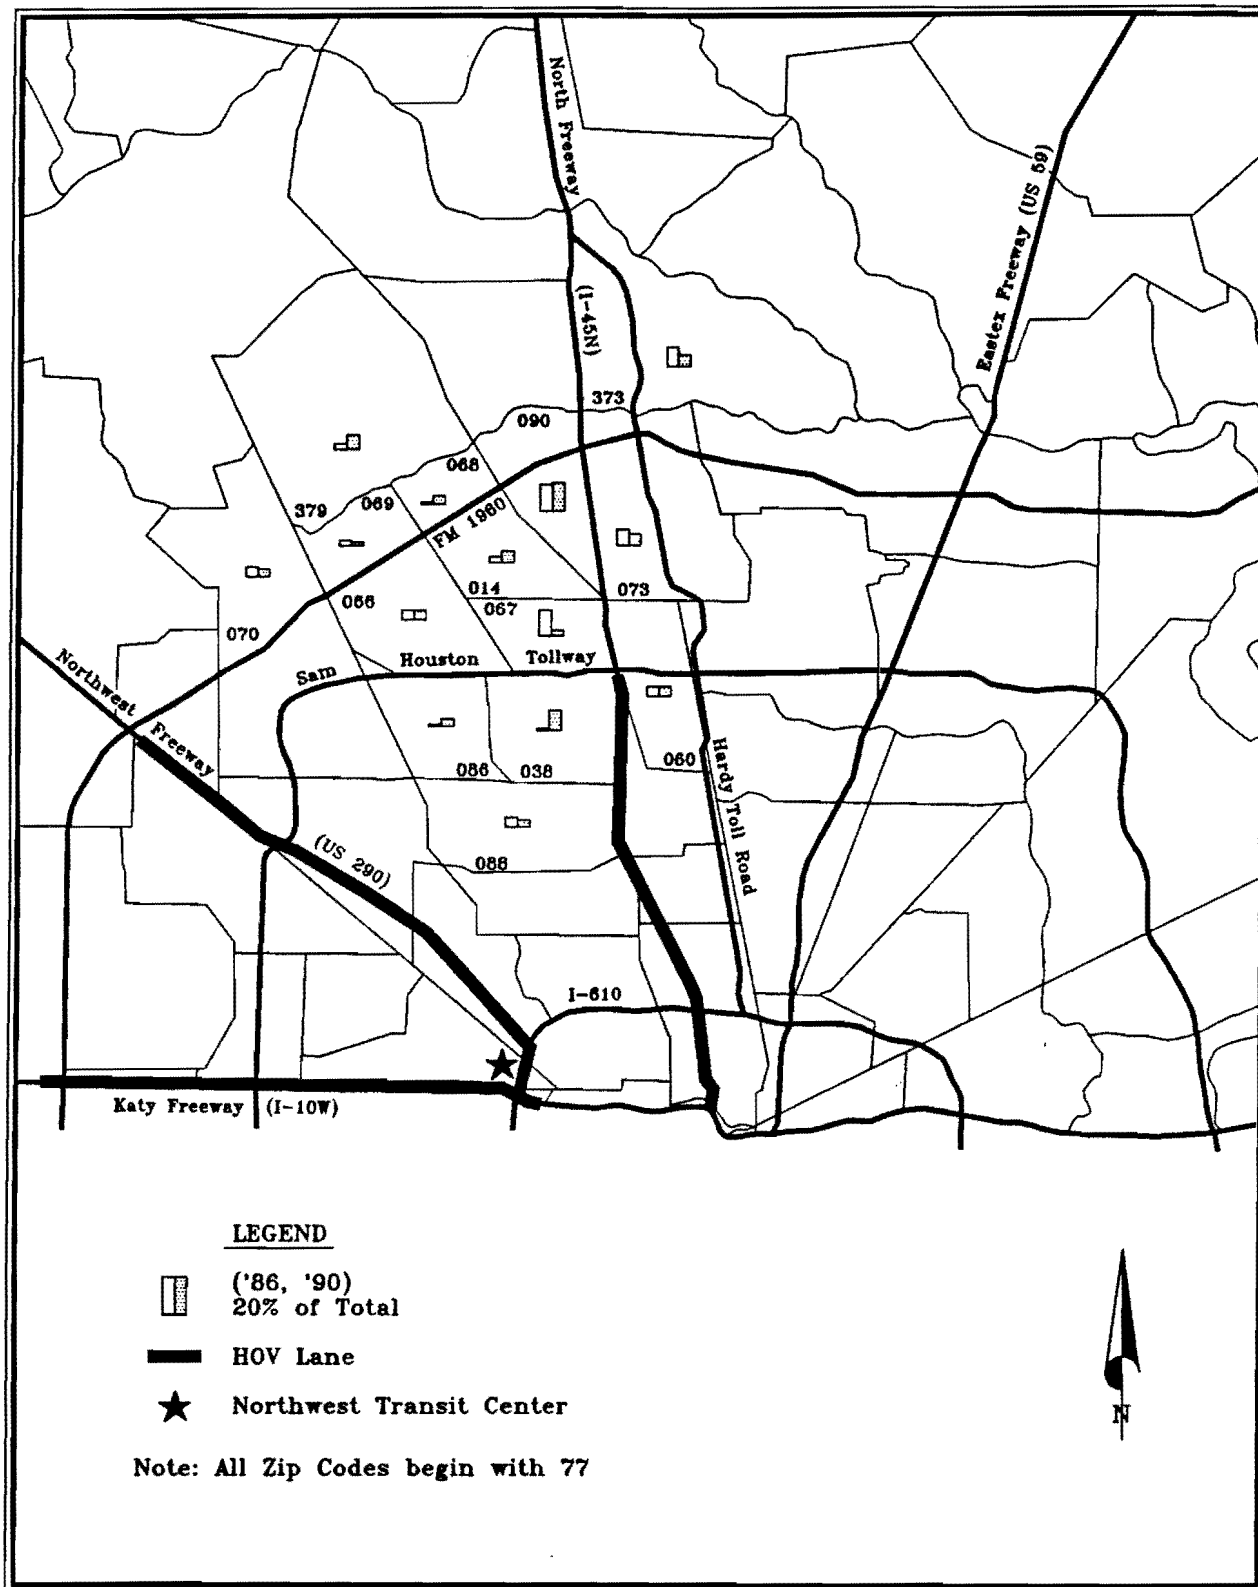 North Freeway
Eastex Freeway (US 59)
(I-45N)
373
090
068
379
069
FM 1960
066
014
067
073
070
Sam Houston Tollway
Northwest Freeway
086
038
060
Hardy Toll Road
(US 290)
088
I-610
Katy Freeway (I-10W)
LEGEND
('86, '90)
20% of Total
HOV Lane
Northwest Transit Center
N
Note: All Zip Codes begin with 77